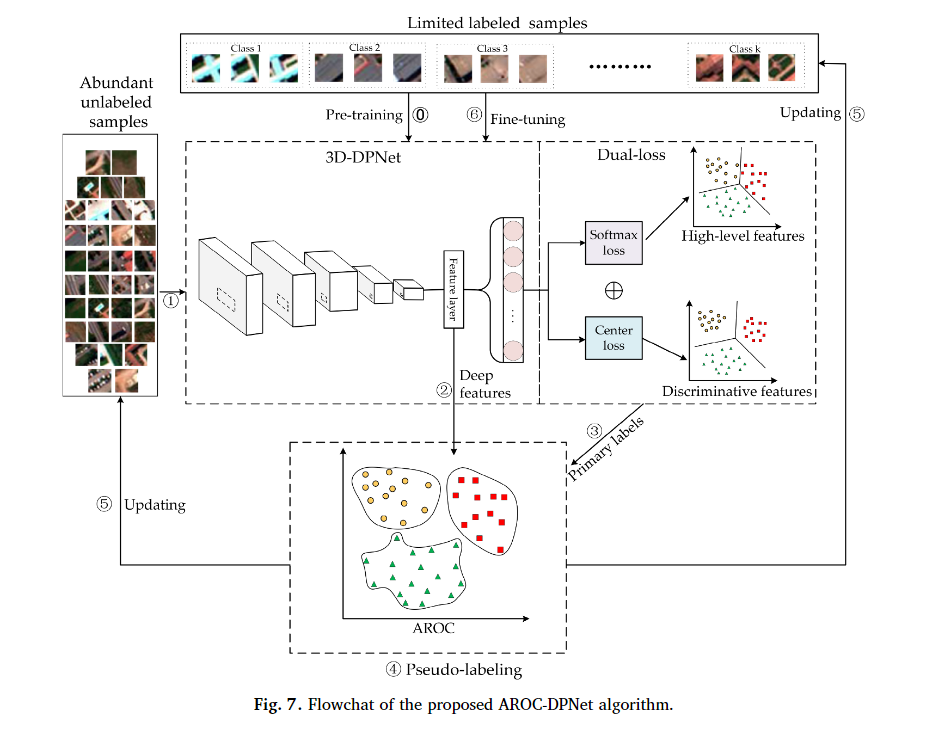 Limited labeled samples
Class 1
Class 2
Class 3
Class k
Abundant
unlabeled
samples
Pre-training ⓪
⑥ Fine-tuning
Updating ⑤
3D-DPNet
Dual-loss
Softmax
loss
High-level features
①
Feature layer
Center
loss
Discriminative features
② Deep
features
③
Primary labels
⑤ Updating
AROC
④ Pseudo-labeling
Fig. 7. Flowchat of the proposed AROC-DPNet algorithm.